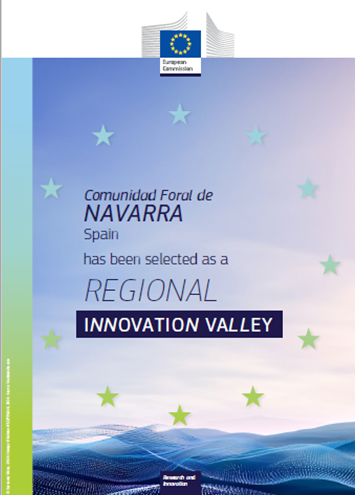 European
Commission
Comunidad Foral de
NAVARRA
Spain
has been selected as a
REGIONAL
INNOVATION VALLEY
Research and
Innovation